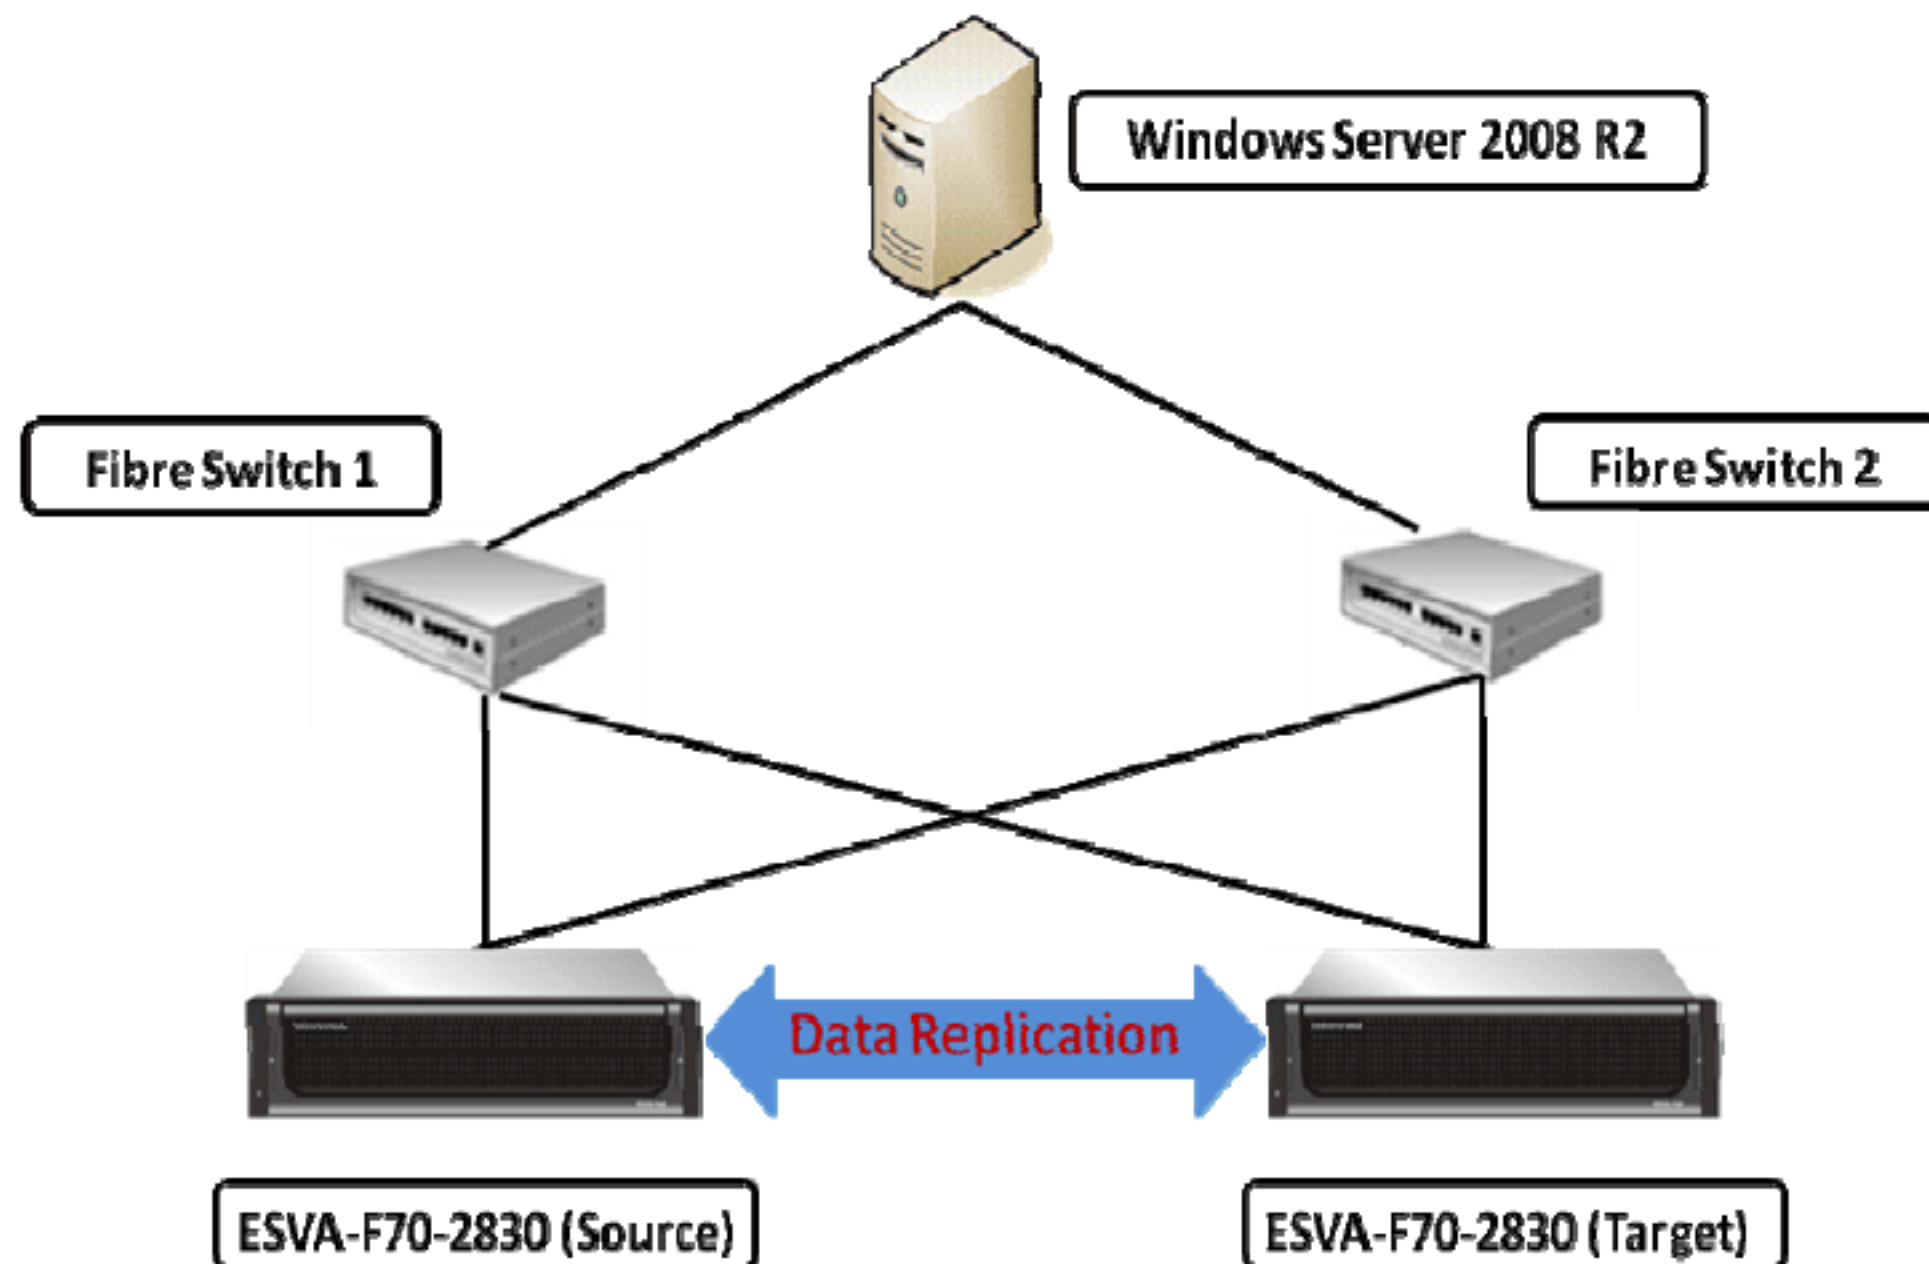 Windows Server 2008 R2
Fibre Switch 1
Fibre Switch 2
Data Replication
ESVA-F70-2830 (Source)
ESVA-F70-2830 (Target)